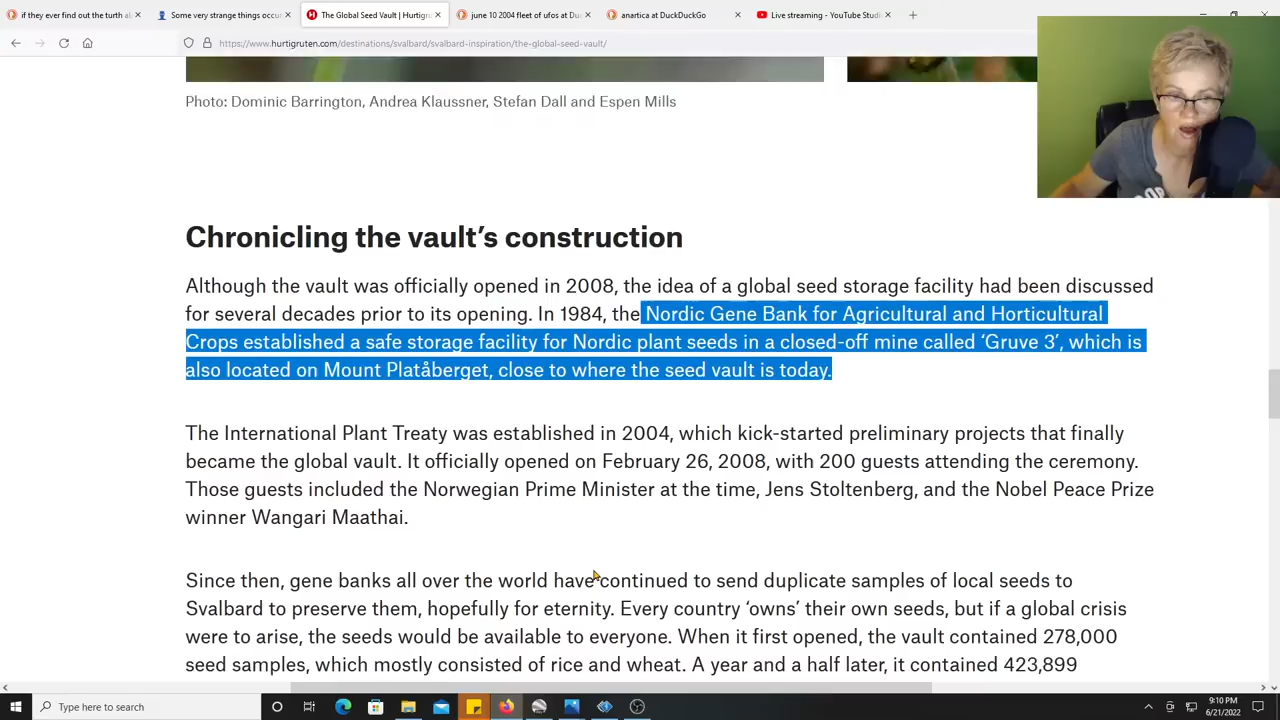 if they ever find out the turth al
Some very strange things occu
The Global Seed Vault | Hurtigru
june 10 2004 fleet of ufos at Du
anartica at DuckDuckGo
Live streaming - YouTube Studi
https://www.hurtigruten.com/destinations/svalbard/svalbard-inspiration/the-global-seed-vault/
Photo: Dominic Barrington, Andrea Klaussner, Stefan Dall and Espen Mills
Chronicling the vault’s construction
Although the vault was officially opened in 2008, the idea of a global seed storage facility had been discussed
for several decades prior to its opening. In 1984, the Nordic Gene Bank for Agricultural and Horticultural
Crops established a safe storage facility for Nordic plant seeds in a closed-off mine called ‘Gruve 3’, which is
also located on Mount Platåberget, close to where the seed vault is today.
The International Plant Treaty was established in 2004, which kick-started preliminary projects that finally
became the global vault. It officially opened on February 26, 2008, with 200 guests attending the ceremony.
Those guests included the Norwegian Prime Minister at the time, Jens Stoltenberg, and the Nobel Peace Prize
winner Wangari Maathai.
Since then, gene banks all over the world have continued to send duplicate samples of local seeds to
Svalbard to preserve them, hopefully for eternity. Every country ‘owns’ their own seeds, but if a global crisis
were to arise, the seeds would be available to everyone. When it first opened, the vault contained 278,000
seed samples, which mostly consisted of rice and wheat. A year and a half later, it contained 423,899
Type here to search
9:10 PM
6/21/2022